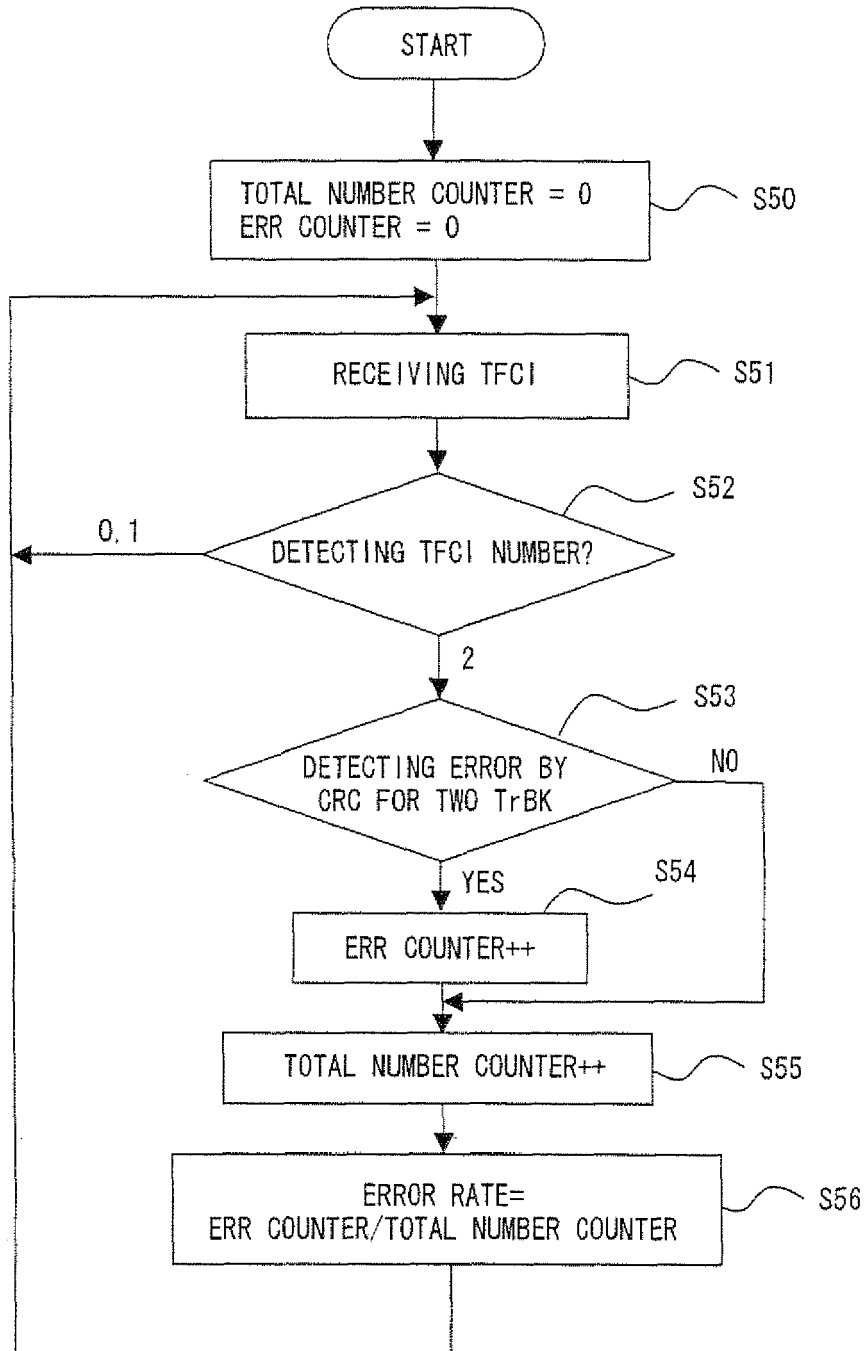 START
TOTAL NUMBER COUNTER = 0
ERR COUNTER = 0
S50
RECEIVING TFCI
S51
S52
0, 1
DETECTING TFCI NUMBER?
2
S53
DETECTING ERROR BY
CRC FOR TWO TrBK
NO
YES
S54
ERR COUNTER++
TOTAL NUMBER COUNTER++
S55
ERROR RATE=
ERR COUNTER/TOTAL NUMBER COUNTER
S56